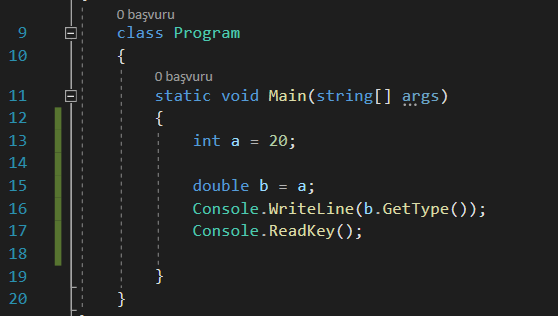 0 başvuru
9 class Program
10 {
0 başvuru
11 static void Main(string[] args)
12 {
13 int a = 20;
14
15 double b = a;
16 Console.WriteLine(b.GetType());
17 Console.ReadKey();
18
19 }
20 }